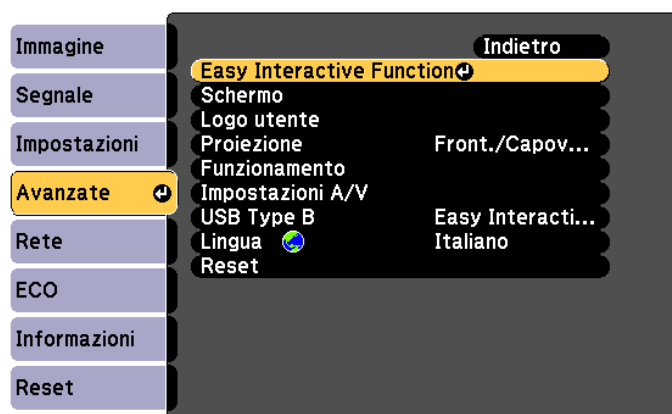 Immagine
Segnale
Impostazioni
Avanzate
Rete
ECO
Informazioni
Reset
Indietro
Easy Interactive Function
Schermo
Logo utente
Proiezione Front./Capov...
Funzionamento
Impostazioni A/V
USB Type B Easy Interacti...
Lingua Italiano
Reset